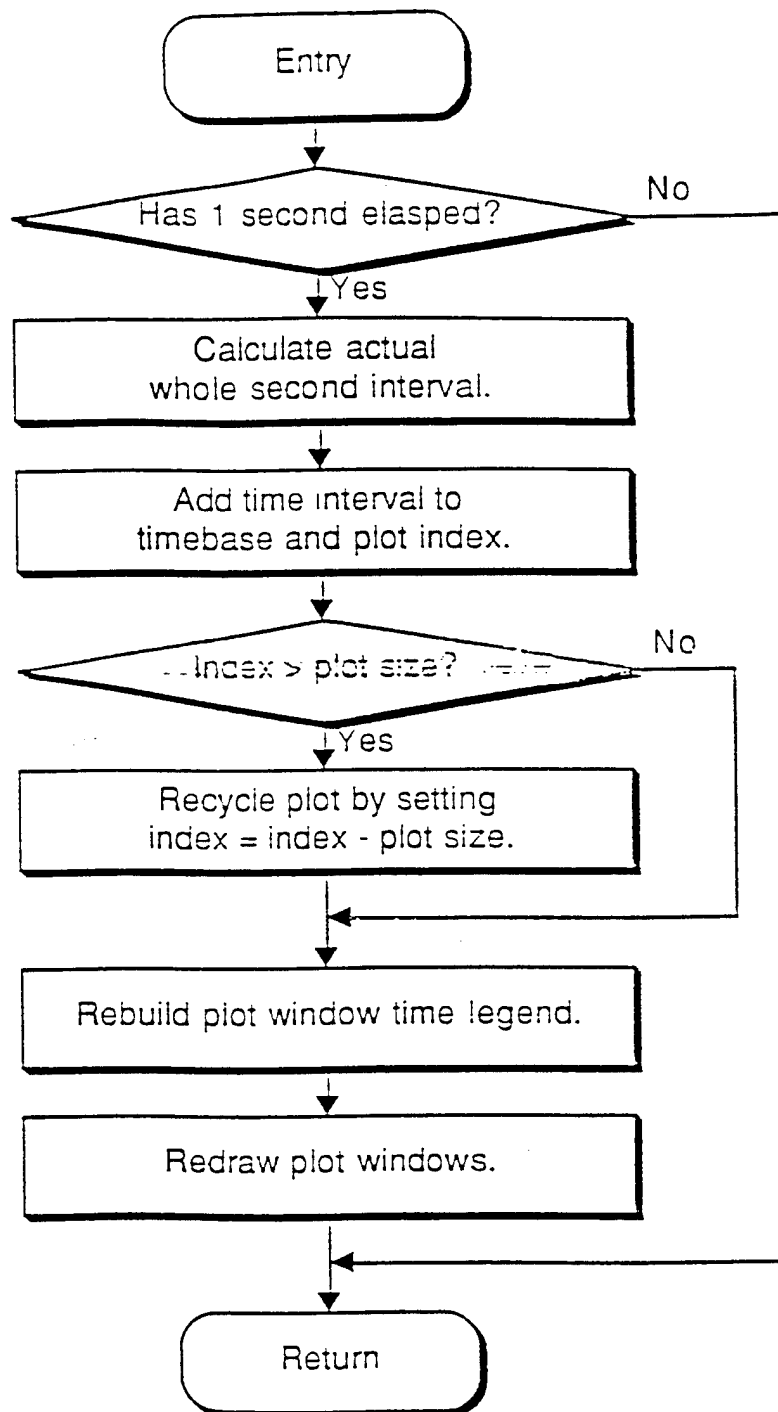 Entry
Has 1 second elasped?
No
Yes
Calculate actual
whole second interval.
Add time interval to
timebase and plot index.
Index > plot size?
No
Yes
Recycle plot by setting
index = index - plot size.
Rebuild plot window time legend.
Redraw plot windows.
Return